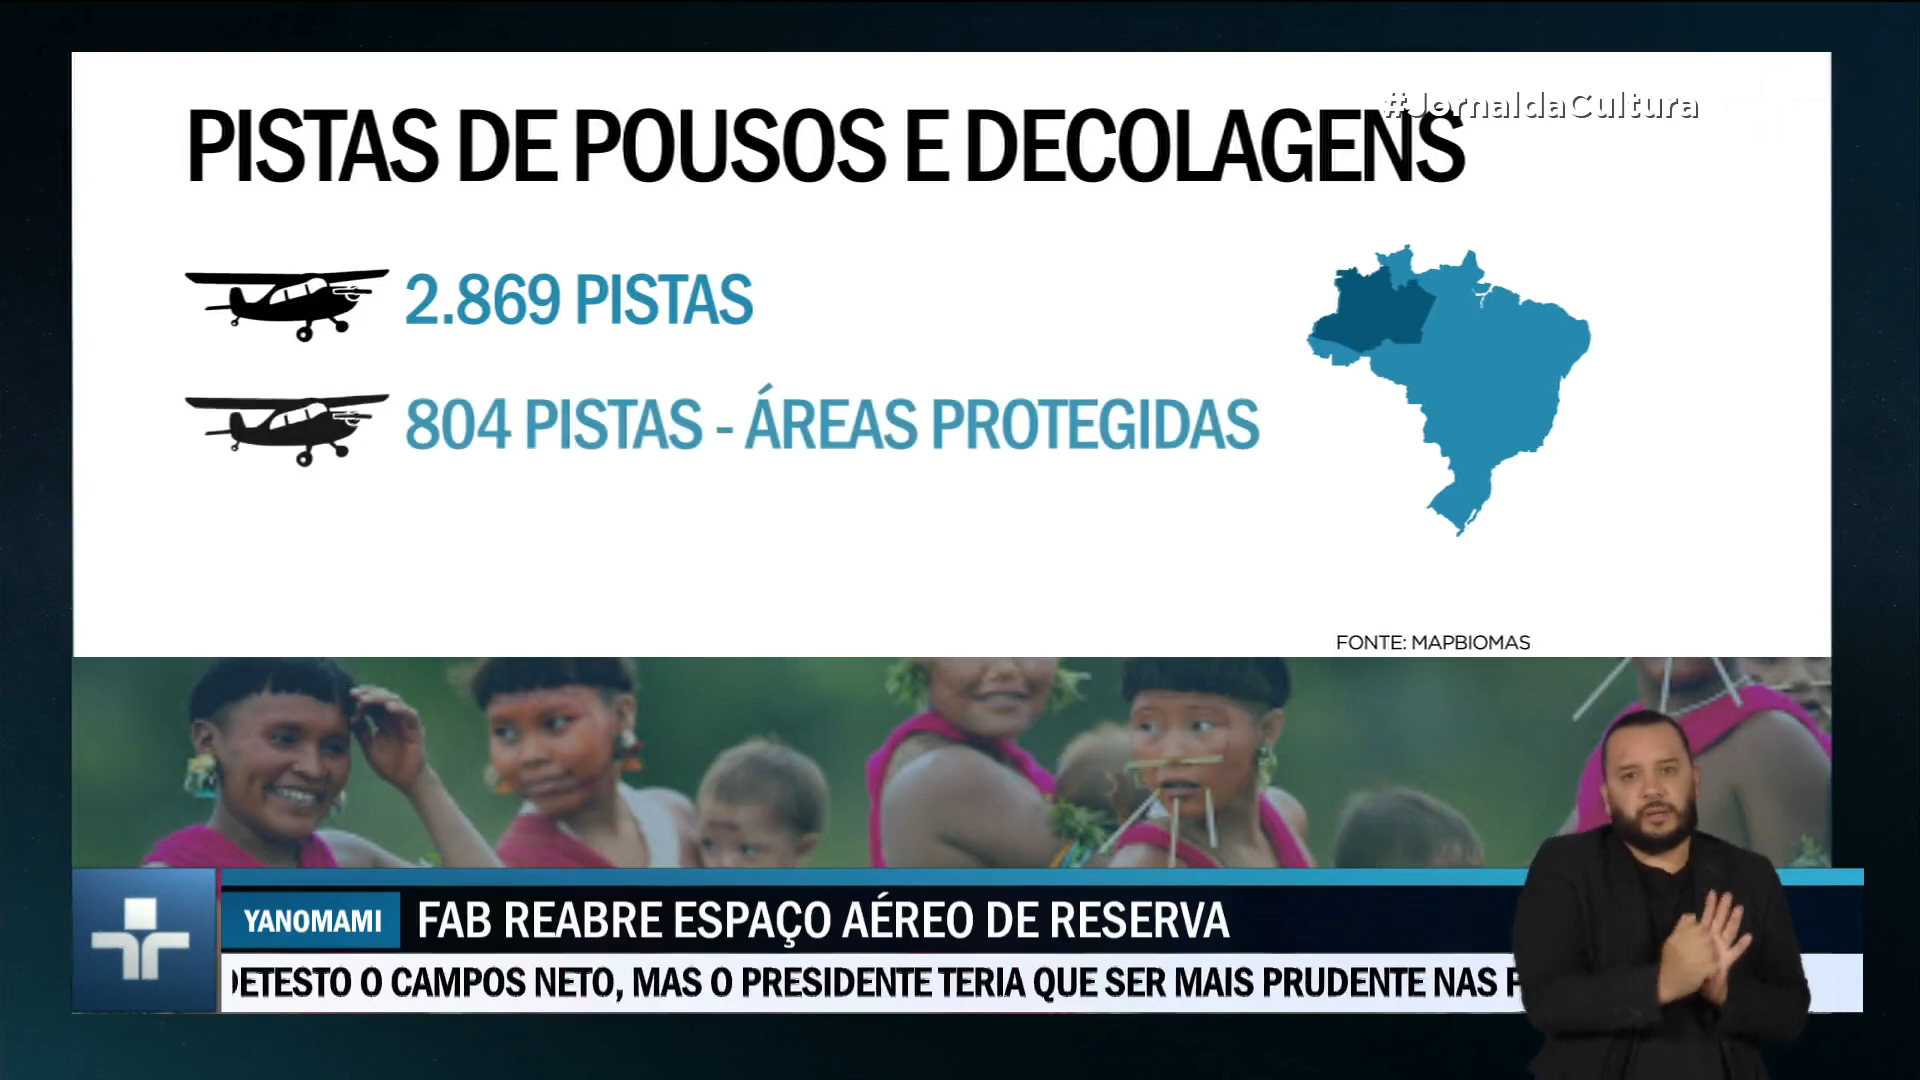 #JornaldaCultura
PISTAS DE POUSOS E DECOLAGENS
2.869 PISTAS
804 PISTAS - ÁREAS PROTEGIDAS
FONTE: MAPBIOMAS
YANOMAMI
FAB REABRE ESPAÇO AÉREO DE RESERVA
O CAMPOS NETO, MAS O PRESIDENTE TERIA QUE SER MAIS PRUDENTE NAS